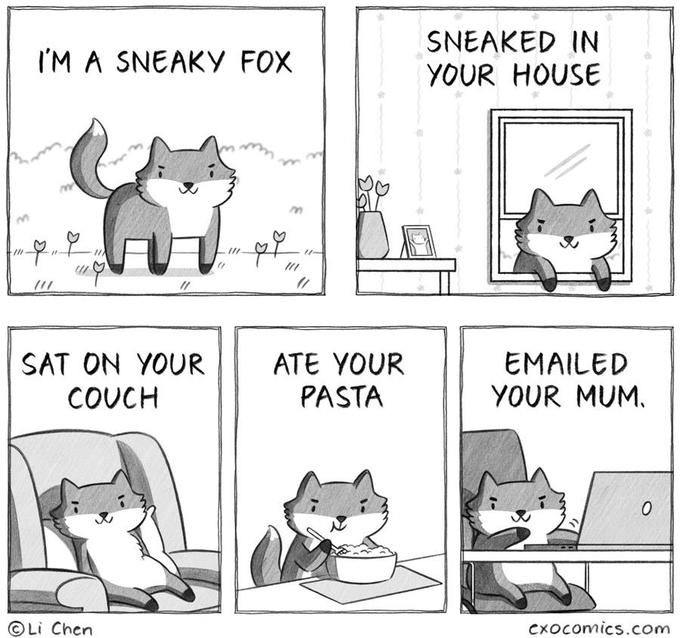 I'M A SNEAKY FOX
SNEAKED IN
YOUR HOUSE
SAT ON YOUR
COUCH
ATE YOUR
PASTA
EMAILED
YOUR MUM.
©Li Chen
exocomics.com